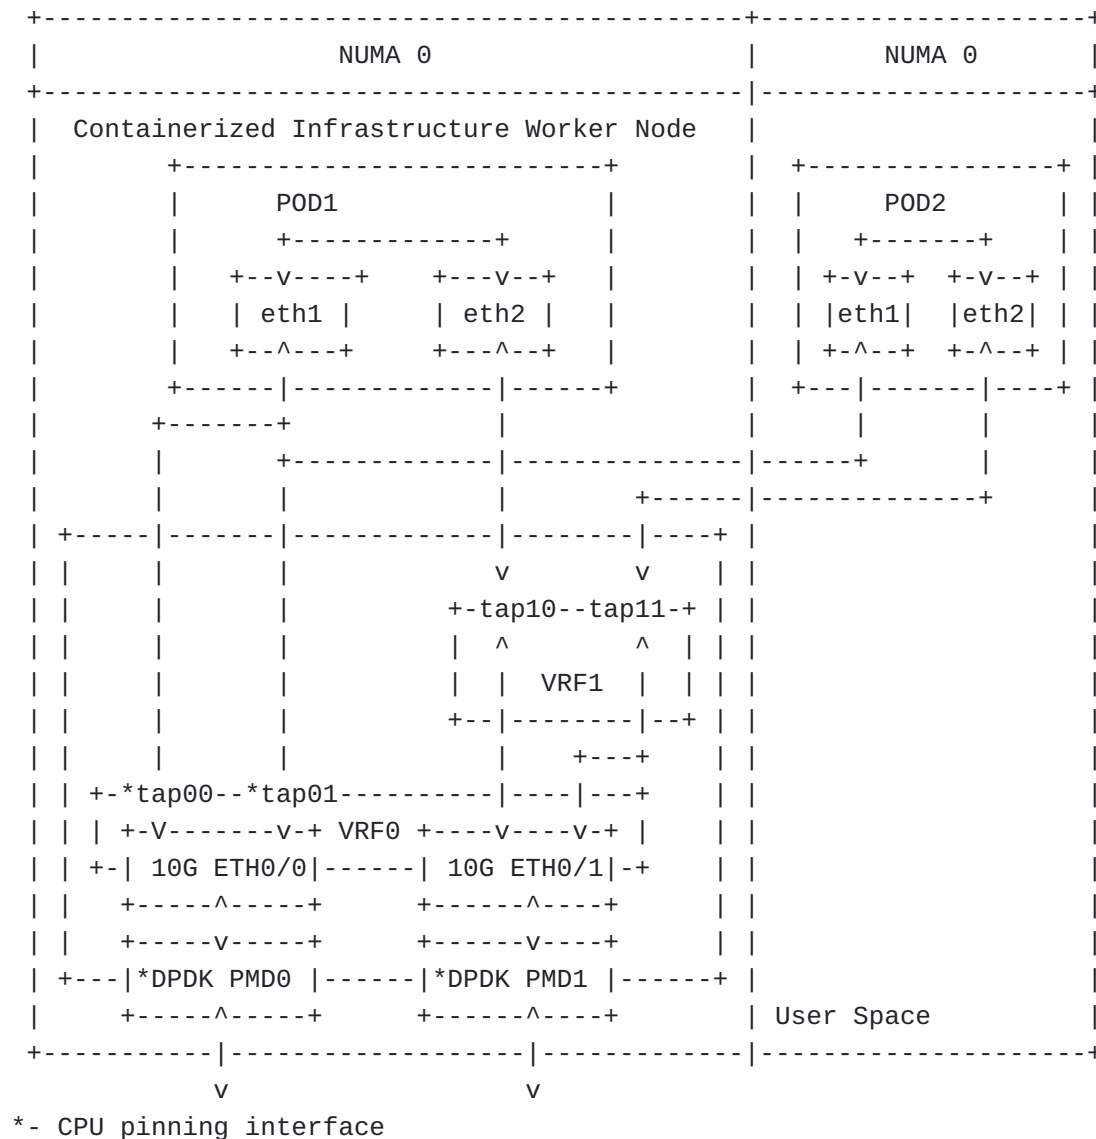 NUMA 0 NUMA 0
Containerized Infrastructure Worker Node
POD1 POD2
eth1 eth2 eth1 eth2
tap10--tap11
VRF1
*tap00--*tap01
VRF0
10G ETH0/0 10G ETH0/1
*DPDK PMD0 *DPDK PMD1
User Space
*- CPU pinning interface